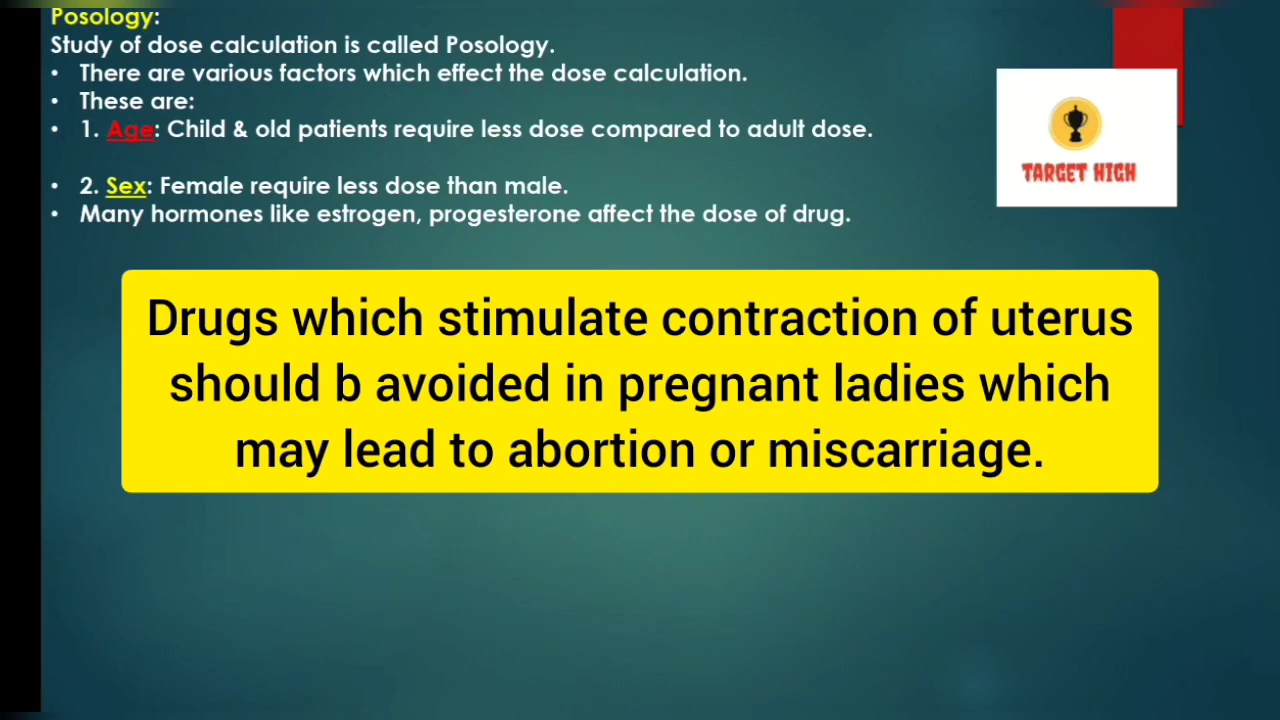 Posology:
Study of dose calculation is called Posology.
• There are various factors which effect the dose calculation.
• These are:
• 1. Age: Child & old patients require less dose compared to adult dose.
• 2. Sex: Female require less dose than male.
• Many hormones like estrogen, progesterone affect the dose of drug.
TARGET HIGH
Drugs which stimulate contraction of uterus
should b avoided in pregnant ladies which
may lead to abortion or miscarriage.